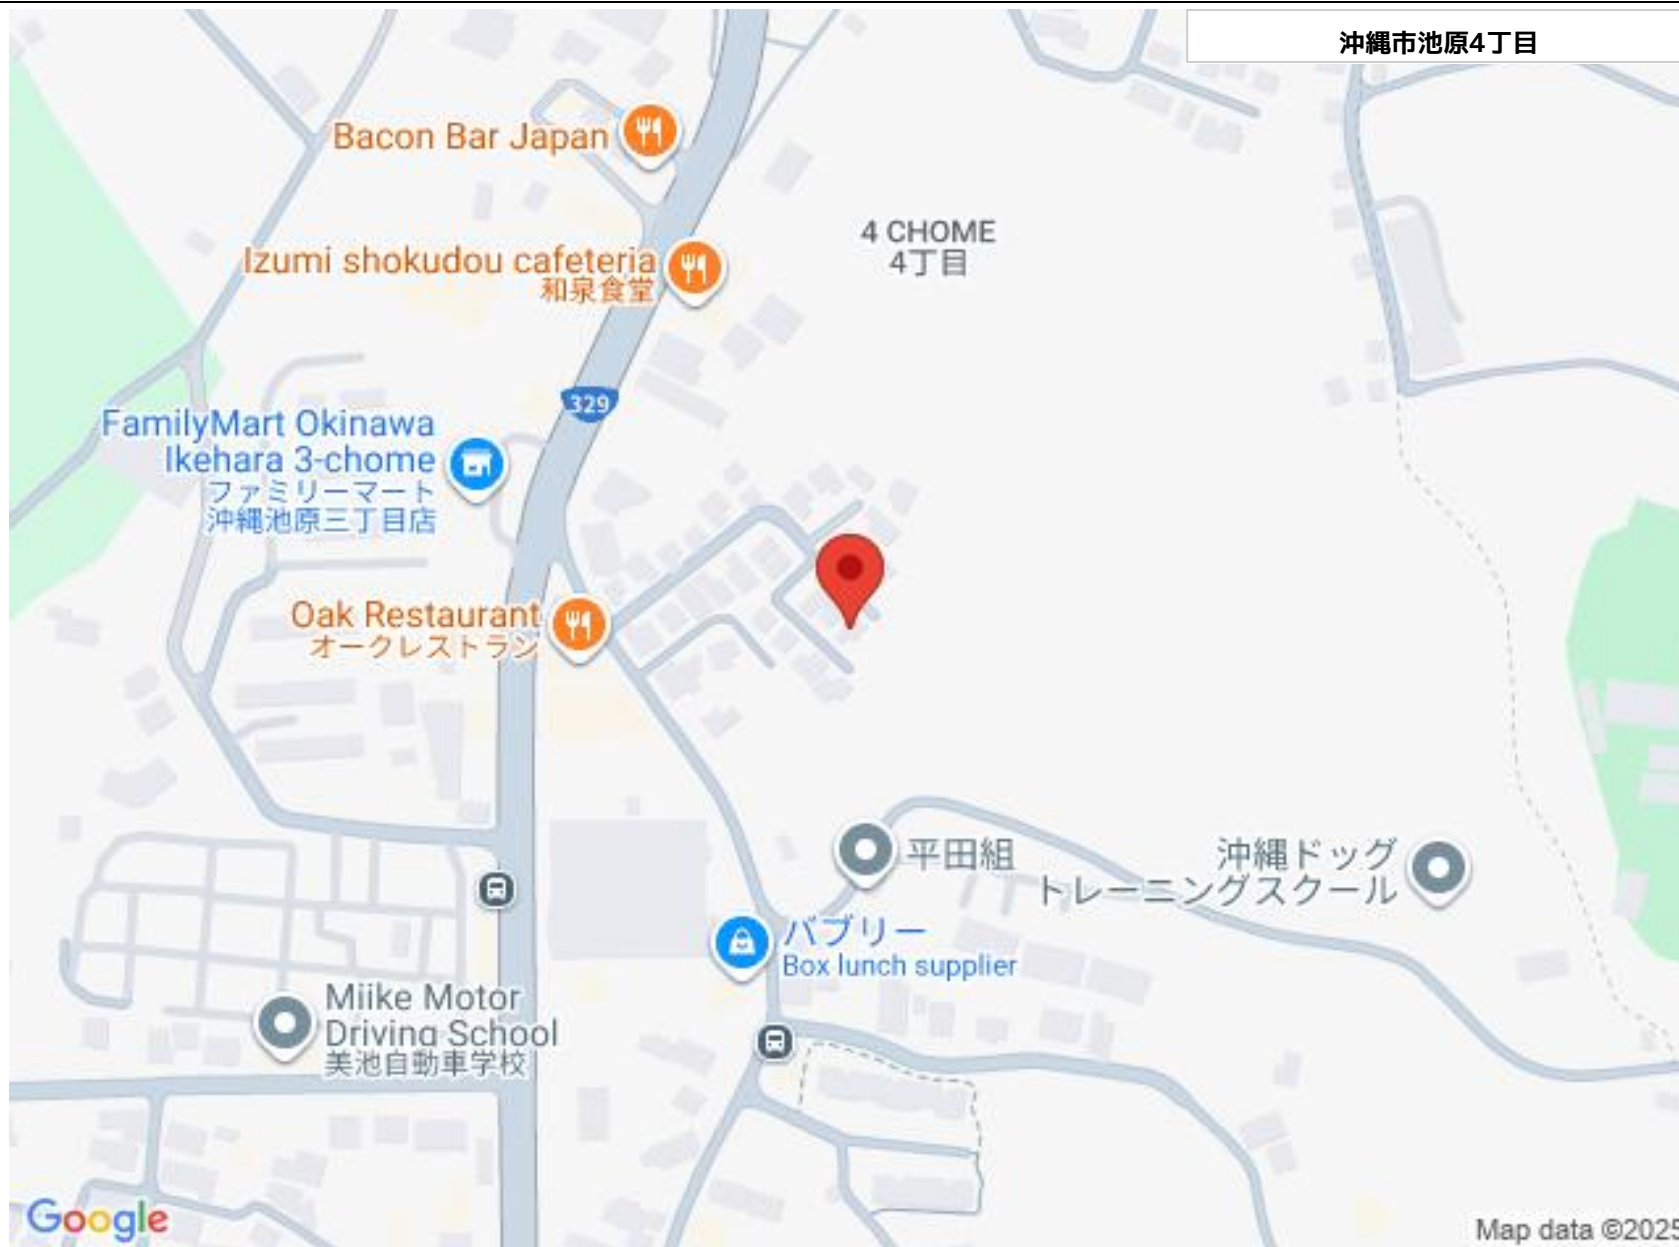 沖縄市池原4丁目
Bacon Bar Japan
4 CHOME
4丁目
Izumi shokudou cafeteria
和泉食堂
329
FamilyMart Okinawa
Ikehara 3-chome
ファミリーマート
沖縄池原三丁目店
Oak Restaurant
オークレストラン
平田組
沖縄ドッグ
トレーニングスクール
バブリー
Box lunch supplier
Miike Motor
Driving School
美池自動車学校
Google
Map data ©2025